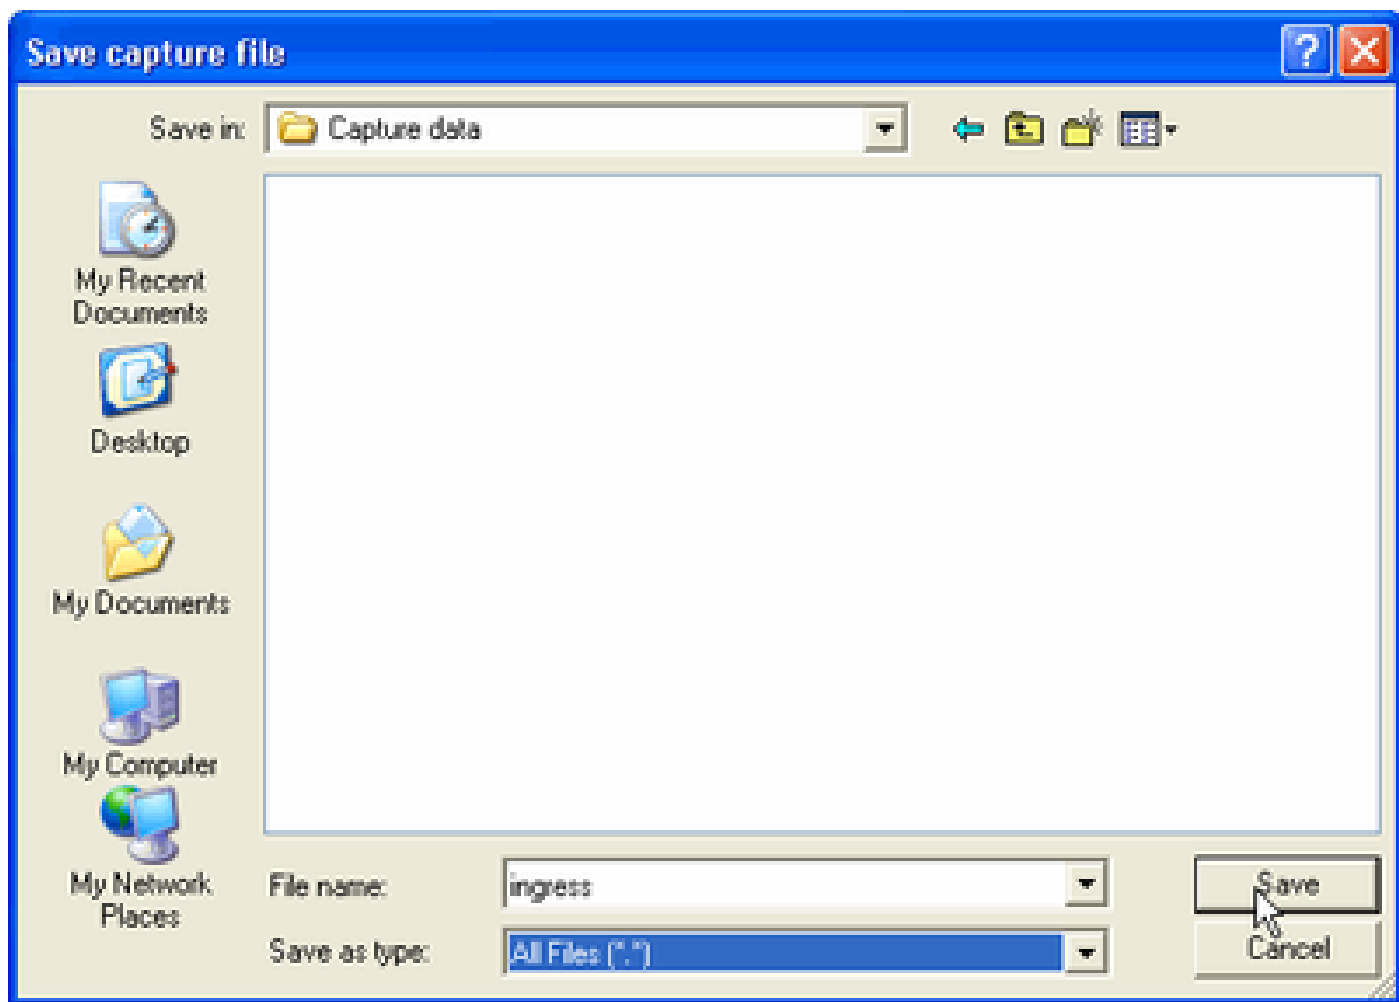 Save capture file
?
Save in: Capture data
My Recent
Documents
Desktop
My Documents
My Computer
My Network
Places
File name: ingress
Save
Save as type: All Files (*.*)
Cancel